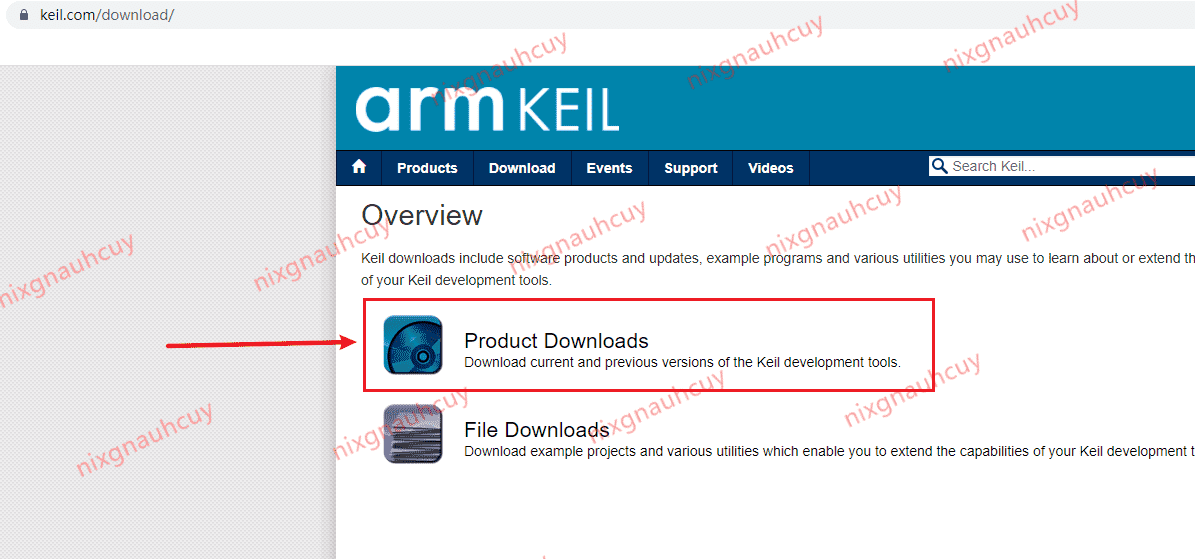 keil.com/download/
arm KEIL
Products Download Events Support Videos Search Keil...
Overview
Keil downloads include software products and updates, example programs and various utilities you may use to learn about or extend th
of your Keil development tools.
Product Downloads
Download current and previous versions of the Keil development tools.
File Downloads
Download example projects and various utilities which enable you to extend the capabilities of your Keil development t
nixgnauhcuy
nixgnauhcuy
nixgnauhcuy
nixgnauhcuy
nixgnauhcuy
nixgnauhcuy
nixgnauhcuy
nixgnauhcuy
nixgnauhcuy
nixgnauhcuy
nixgnauhcuy
nixgnauhcuy